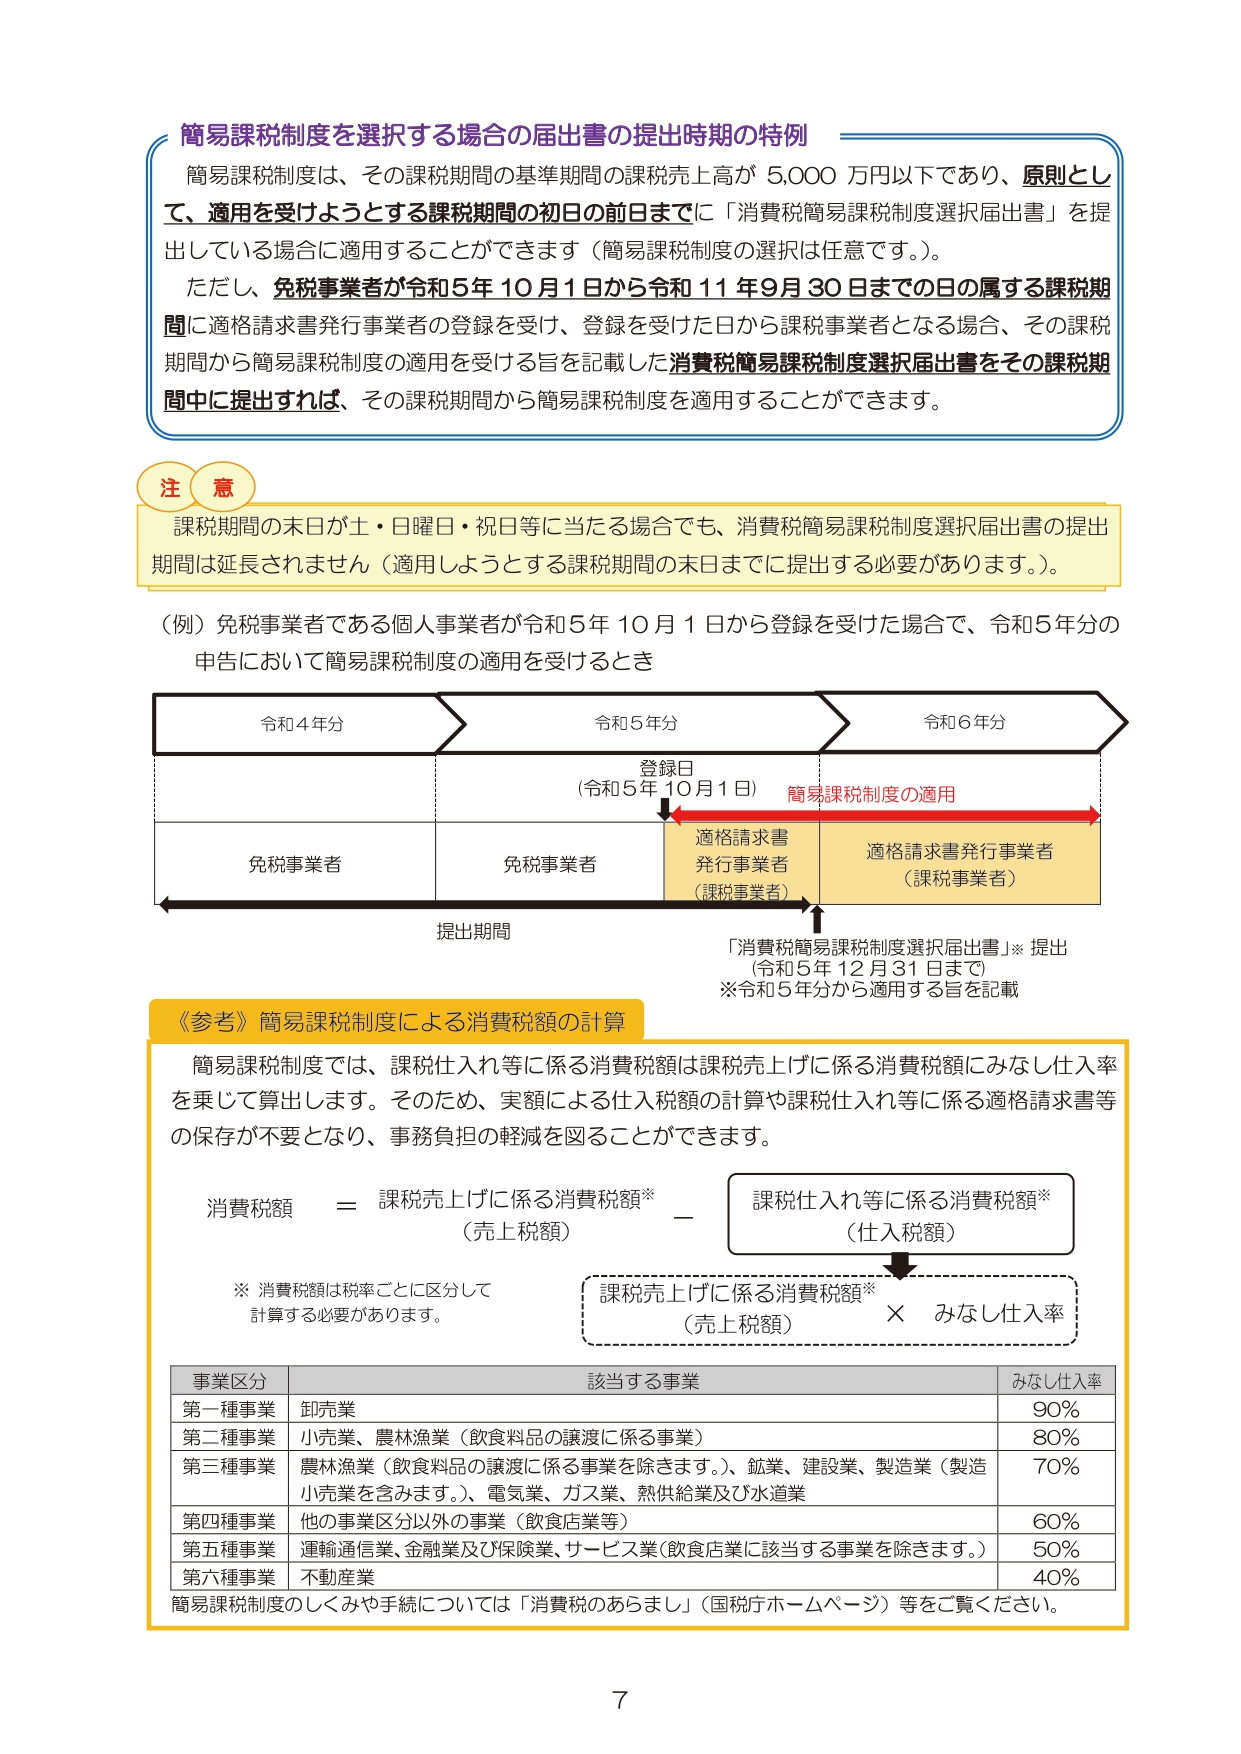 簡易課税制度を選択する場合の届出書の提出時期の特例
簡易課税制度は、その課税期間の基準期間の課税売上高が 5,000 万円以下であり、原則とし
て、適用を受けようとする課税期間の初日の前日までに「消費税簡易課税制度選択届出書」を提
出している場合に適用することができます（簡易課税制度の選択は任意です。）。
ただし、免税事業者が令和５年 10 月１日から令和 11 年９月 30 日までの日の属する課税期
間に適格請求書発行事業者の登録を受け、登録を受けた日から課税事業者となる場合、その課税
期間から簡易課税制度の適用を受ける旨を記載した消費税簡易課税制度選択届出書をその課税期
間中に提出すれば、その課税期間から簡易課税制度を適用することができます。
注 意
課税期間の末日が土・日曜日・祝日等に当たる場合でも、消費税簡易課税制度選択届出書の提出
期間は延長されません（適用しようとする課税期間の末日までに提出する必要があります。）。
（例）免税事業者である個人事業者が令和５年 10 月 1 日から登録を受けた場合で、令和５年分の
申告において簡易課税制度の適用を受けるとき
令和４年分 令和５年分 令和６年分
登録日
（令和５年 10 月１日） 簡易課税制度の適用
免税事業者 免税事業者 適格請求書
発行事業者
（課税事業者）
適格請求書発行事業者
（課税事業者）
提出期間
「消費税簡易課税制度選択届出書」※ 提出
（令和５年 12 月 31 日まで）
※令和５年分から適用する旨を記載
《参考》簡易課税制度による消費税額の計算
簡易課税制度では、課税仕入れ等に係る消費税額は課税売上げに係る消費税額にみなし仕入率
を乗じて算出します。そのため、実額による仕入税額の計算や課税仕入れ等に係る適格請求書等
の保存が不要となり、事務負担の軽減を図ることができます。
消費税額 ＝ 課税売上げに係る消費税額※
（売上税額）
－ 課税仕入れ等に係る消費税額※
（仕入税額）
※ 消費税額は税率ごとに区分して
計算する必要があります。
課税売上げに係る消費税額※
（売上税額）
× みなし仕入率
事業区分 該当する事業 みなし仕入率
第一種事業 卸売業 90%
第二種事業 小売業、農林漁業（飲食料品の譲渡に係る事業） 80%
第三種事業 農林漁業（飲食料品の譲渡に係る事業を除きます。）、鉱業、建設業、製造業（製造 70%
小売業を含みます。）、電気業、ガス業、熱供給業及び水道業
第四種事業 他の事業区分以外の事業（飲食店業等） 60%
第五種事業 運輸通信業、金融業及び保険業、サービス業（飲食店業に該当する事業を除きます。） 50%
第六種事業 不動産業 40%
簡易課税制度のしくみや手続については「消費税のあらまし」（国税庁ホームページ）等をご覧ください。
7